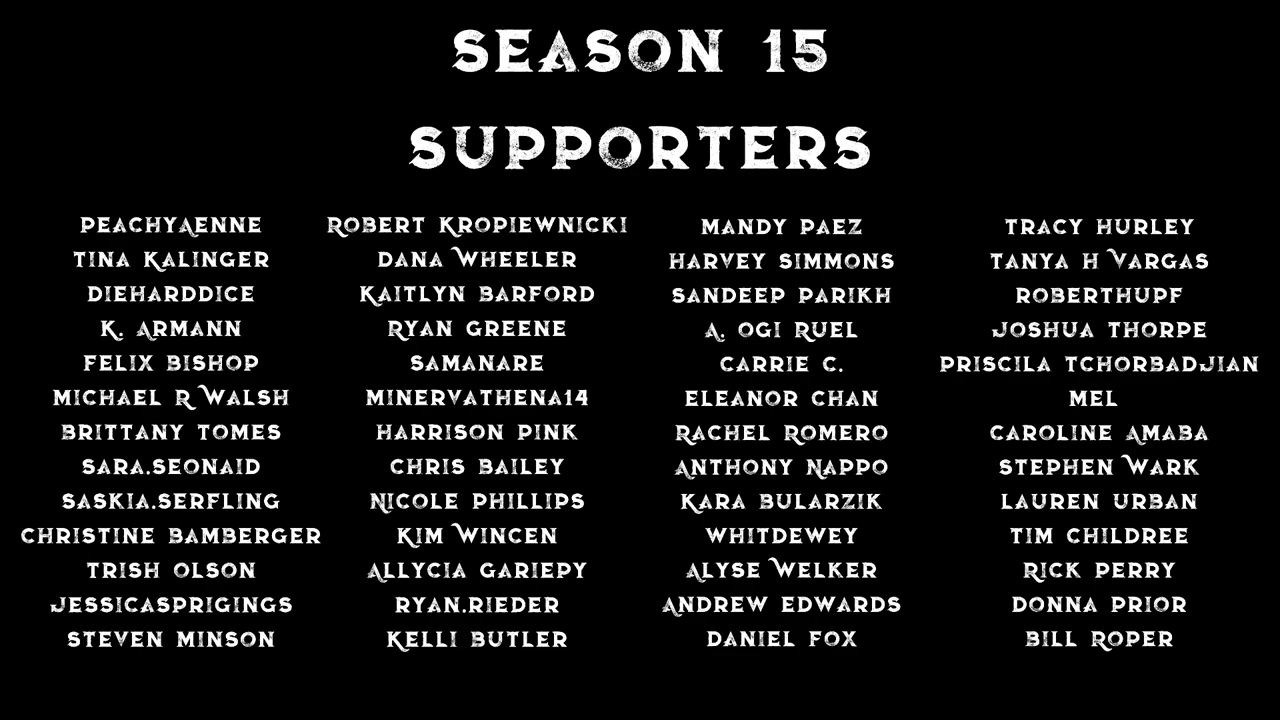 SEASON 15
SUPPORTERS
PEACHYAENNE
TINA KALINGER
DIEHARDDICE
K. ARMANN
FELIX BISHOP
MICHAEL R WALSH
BRITTANY TOMES
SARA.SEONAID
SASKIA.SERFLING
CHRISTINE BAMBERGER
TRISH OLSON
JESSICASPRIGINGS
STEVEN MINSON
ROBERT KROPIEWNICKI
DANA WHEELER
KAITLYN BARFORD
RYAN GREENE
SAMANARE
MINERVATHENA14
HARRISON PINK
CHRIS BAILEY
NICOLE PHILLIPS
KIM WINCEN
ALLYCIA GARIEPY
RYAN.RIEDER
KELLI BUTLER
MANDY PAEZ
HARVEY SIMMONS
SANDEEP PARIKH
A. OGI RUEL
CARRIE C.
ELEANOR CHAN
RACHEL ROMERO
ANTHONY NAPPO
KARA BULARZIK
WHITDEWEY
ALYSE WELKER
ANDREW EDWARDS
DANIEL FOX
TRACY HURLEY
TANYA H VARGAS
ROBERTHUPF
JOSHUA THORPE
PRISCILA TCHORBADJIAN
MEL
CAROLINE AMABA
STEPHEN WARK
LAUREN URBAN
TIM CHILDREE
RICK PERRY
DONNA PRIOR
BILL ROPER